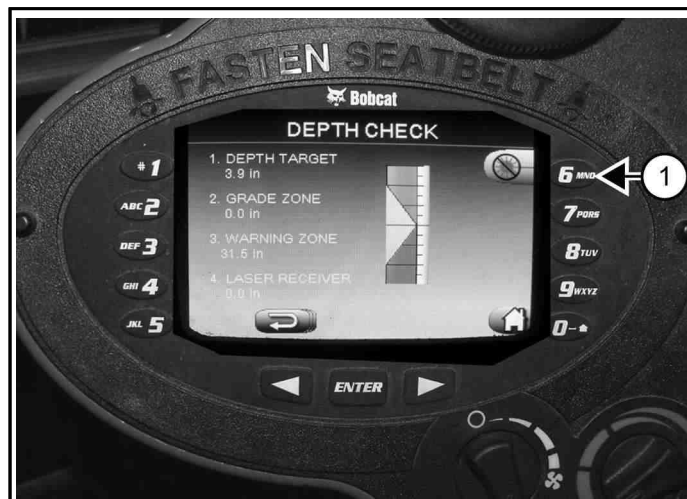 FASTEN SEATBELT
Bobcat
DEPTH CHECK
1. DEPTH TARGET
3.9 in
2. GRADE ZONE
0.0 in
3. WARNING ZONE
31.5 in
4. LASER RECEIVER
0.0 in
# 1
ABC 2
DEF 3
GHI 4
JKL 5
6 MNO
7 PQRS
8 TUV
9 WXYZ
0-
1
ENTER